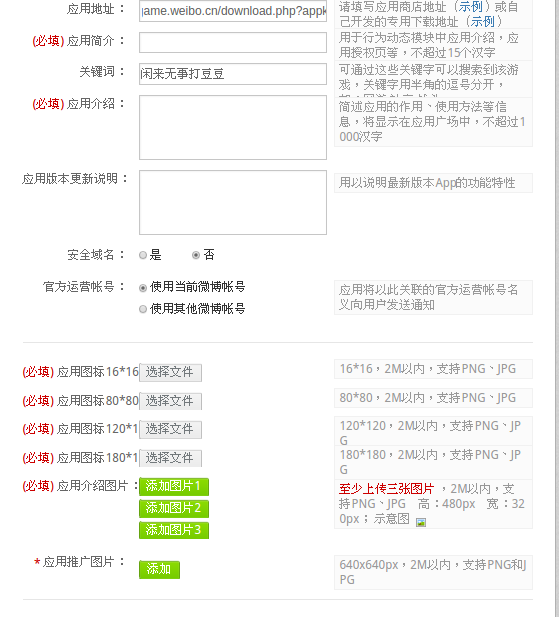 应用地址： game.weibo.cn/download.php?appk 请填写应用商店地址（示例）或自
己开发的专用下载地址（示例）
(必填) 应用简介： 用于行为动态模块中应用介绍，应
用授权页等，不超过15个汉字
关键词： 闲来无事打豆豆 可通过这些关键字可以搜索到该游
戏，关键字用半角的逗号分开，
(必填) 应用介绍： 简述应用的作用、使用方法等信
息，将显示在应用广场中，不超过1
000汉字
应用版本更新说明： 用以说明最新版本App的功能特性
安全域名： 是 否
官方运营帐号： 使用当前微博帐号 应用将以此关联的官方运营帐号名
义向用户发送通知
使用其他微博帐号
(必填) 应用图标16*16 选择文件 16*16，2M以内，支持PNG、JPG
(必填) 应用图标80*80 选择文件 80*80，2M以内，支持PNG、JPG
(必填) 应用图标120*1 选择文件 120*120，2M以内，支持PNG、JP
G
(必填) 应用图标180*1 选择文件 180*180，2M以内，支持PNG、JP
G
(必填) 应用介绍图片： 添加图片1 至少上传三张图片，2M以内，支
持PNG、JPG 高：480px 宽：32
0px；示意图
添加图片2
添加图片3
* 应用推广图片： 添加 640x640px，2M以内，支持PNG和J
PG